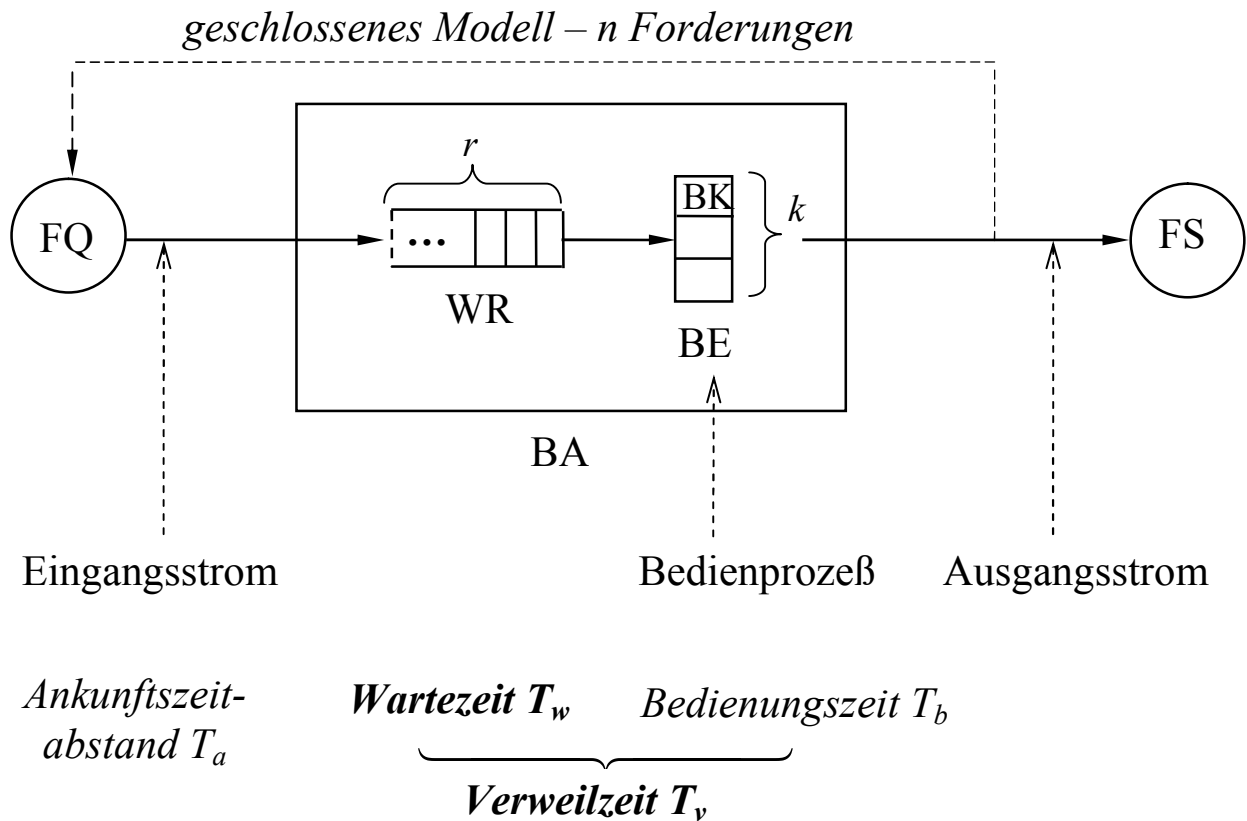 geschlossenes Modell – n Forderungen
r
FQ
...
BK
k
FS
WR
BE
BA
Eingangsstrom
Bedienprozeß
Ausgangsstrom
Ankunftszeit-
abstand Ta
Wartezeit Tw
Bedienungszeit Tb
Verweilzeit Tv